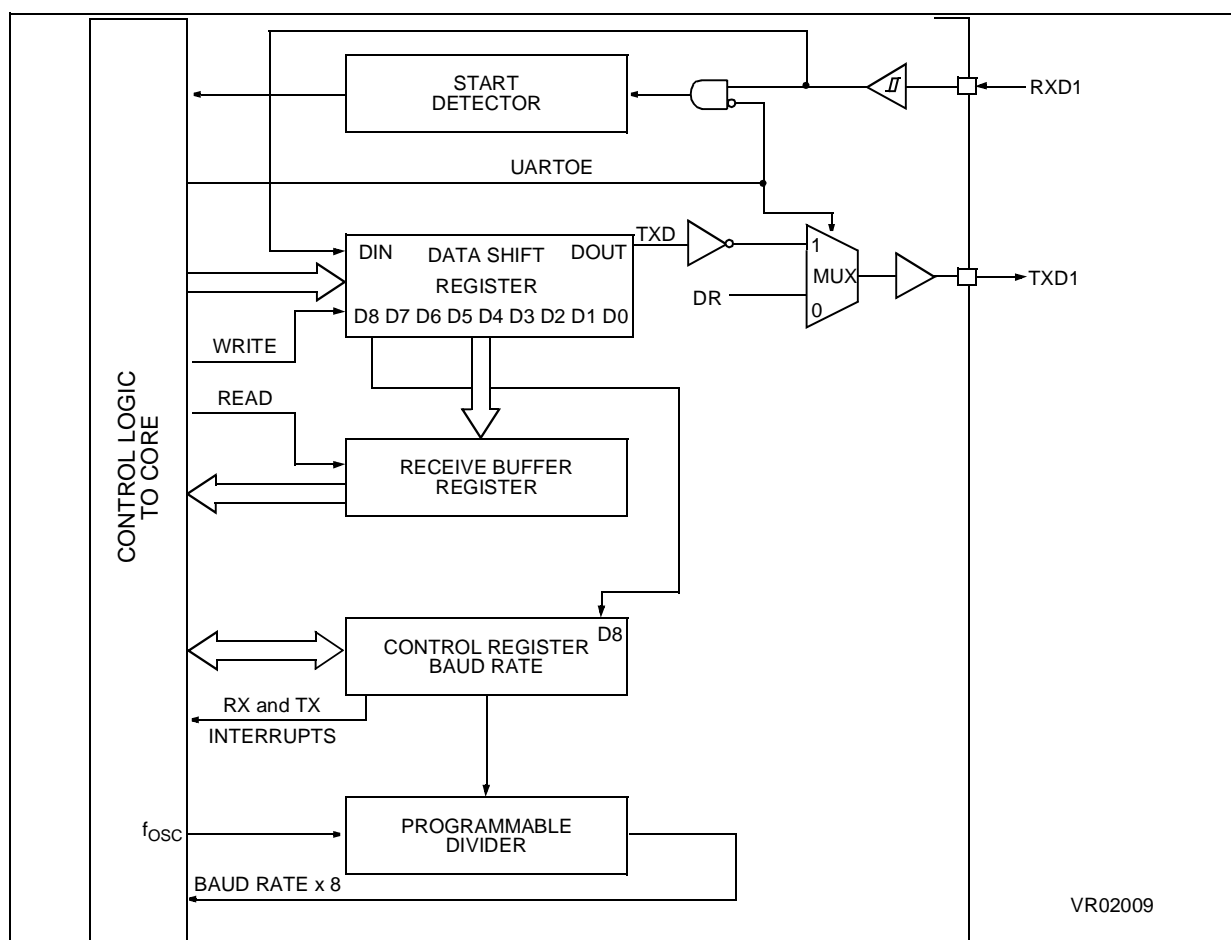 START
DETECTOR
RXD1
UARTOE
TXD
DIN DATA SHIFT DOUT
REGISTER
D8 D7 D6 D5 D4 D3 D2 D1 D0
1
MUX
0
DR
TXD1
WRITE
READ
CONTROL LOGIC
TO CORE
RECEIVE BUFFER
REGISTER
D8
CONTROL REGISTER
BAUD RATE
RX and TX
INTERRUPTS
fOSC
PROGRAMMABLE
DIVIDER
BAUD RATE x 8
VR02009